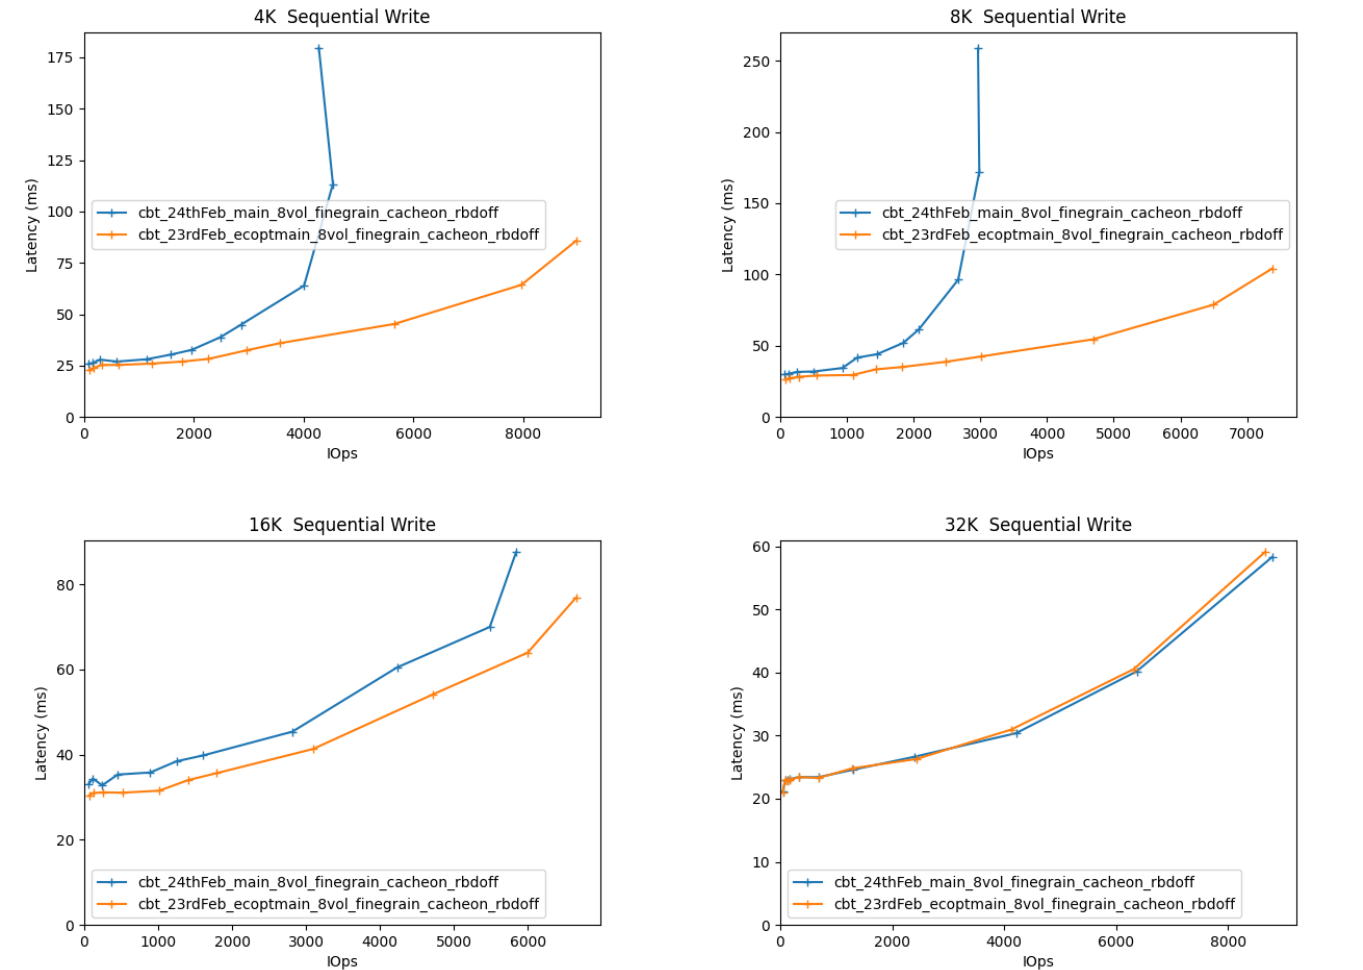 4K  Sequential Write
175
150
125
100
75
50
25
0
Latency (ms)
cbt_24thFeb_main_8vol_finegrain_cacheon_rbdoff
cbt_23rdFeb_ecoptmain_8vol_finegrain_cacheon_rbdoff
0 2000 4000 6000 8000
IOps
8K  Sequential Write
250
200
150
100
50
0
Latency (ms)
cbt_24thFeb_main_8vol_finegrain_cacheon_rbdoff
cbt_23rdFeb_ecoptmain_8vol_finegrain_cacheon_rbdoff
0 1000 2000 3000 4000 5000 6000 7000
IOps
16K  Sequential Write
80
60
40
20
0
Latency (ms)
cbt_24thFeb_main_8vol_finegrain_cacheon_rbdoff
cbt_23rdFeb_ecoptmain_8vol_finegrain_cacheon_rbdoff
0 1000 2000 3000 4000 5000 6000
IOps
32K  Sequential Write
60
50
40
30
20
10
0
Latency (ms)
cbt_24thFeb_main_8vol_finegrain_cacheon_rbdoff
cbt_23rdFeb_ecoptmain_8vol_finegrain_cacheon_rbdoff
0 2000 4000 6000 8000
IOps